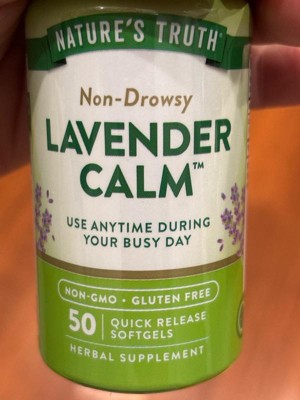 NATURE'S TRUTH
Non-Drowsy
LAVENDER
CALM™
USE ANYTIME DURING
YOUR BUSY DAY
NON-GMO • GLUTEN FREE
50 QUICK RELEASE
SOFTGELS
HERBAL SUPPLEMENT